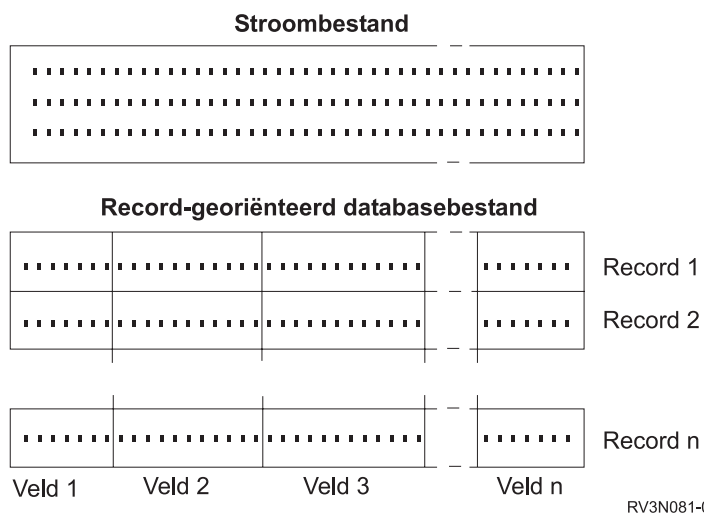 Stroombestand
Record-georiënteerd databasebestand
Record 1
Record 2
Record n
Veld 1 Veld 2 Veld 3 Veld n